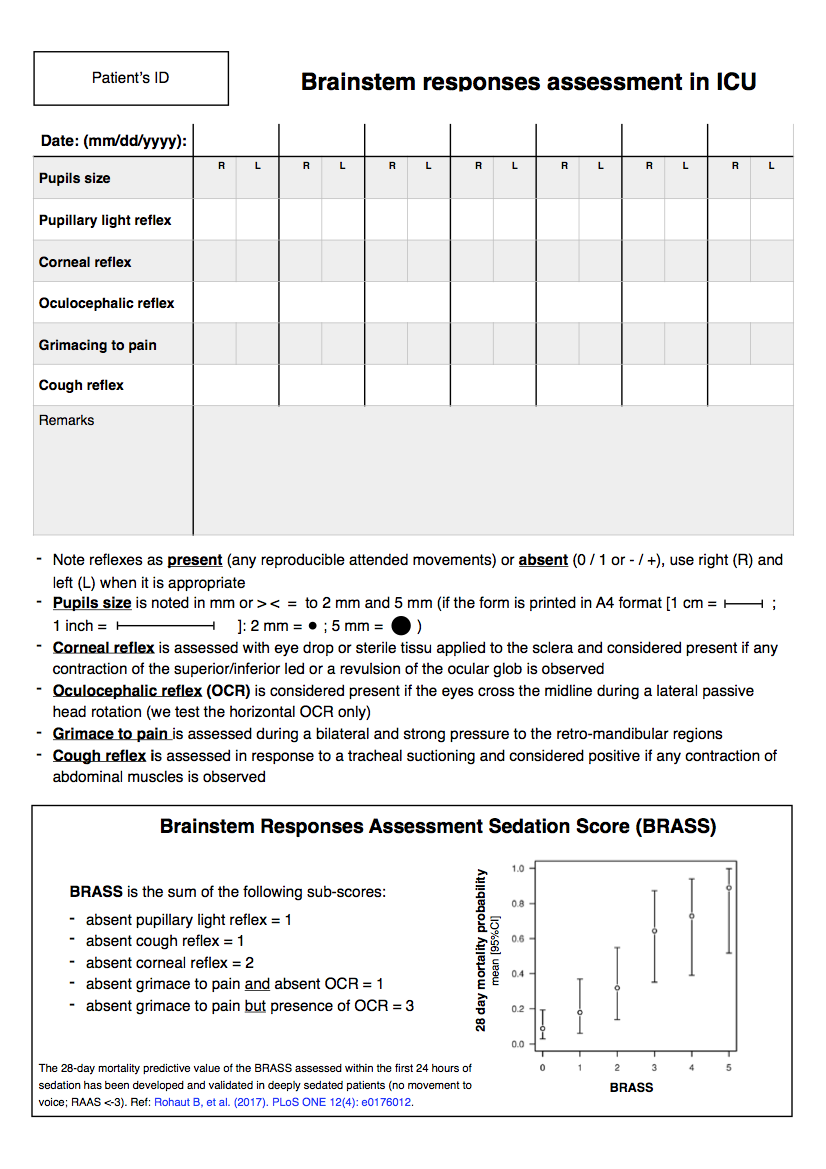 Patient's ID
Brainstem responses assessment in ICU
Date: (mm/dd/yyyy):
R L R L R L R L R L R L R L
Pupils size
Pupillary light reflex
Corneal reflex
Oculocephalic reflex
Grimacing to pain
Cough reflex
Remarks
- Note reflexes as present (any reproducible attended movements) or absent (0 / 1 or - / +), use right (R) and
left (L) when it is appropriate
- Pupils size is noted in mm or > < = to 2 mm and 5 mm (if the form is printed in A4 format [1 cm = ;
1 inch = ]: 2 mm = ● ; 5 mm = ● )
- Corneal reflex is assessed with eye drop or sterile tissu applied to the sclera and considered present if any
contraction of the superior/inferior led or a revulsion of the ocular glob is observed
- Oculocephalic reflex (OCR) is considered present if the eyes cross the midline during a lateral passive
head rotation (we test the horizontal OCR only)
- Grimace to pain is assessed during a bilateral and strong pressure to the retro-mandibular regions
- Cough reflex is assessed in response to a tracheal suctioning and considered positive if any contraction of
abdominal muscles is observed
Brainstem Responses Assessment Sedation Score (BRASS)
BRASS is the sum of the following sub-scores:
- absent pupillary light reflex = 1
- absent cough reflex = 1
- absent corneal reflex = 2
- absent grimace to pain and absent OCR = 1
- absent grimace to pain but presence of OCR = 3
The 28-day mortality predictive value of the BRASS assessed within the first 24 hours of
sedation has been developed and validated in deeply sedated patients (no movement to
voice; RAAS <-3). Ref: Rohaut B, et al. (2017). PLoS ONE 12(4): e0176012.
28 day mortality probability
mean [95%CI]
1.0
0.8
0.6
0.4
0.2
0.0
0 1 2 3 4 5
BRASS